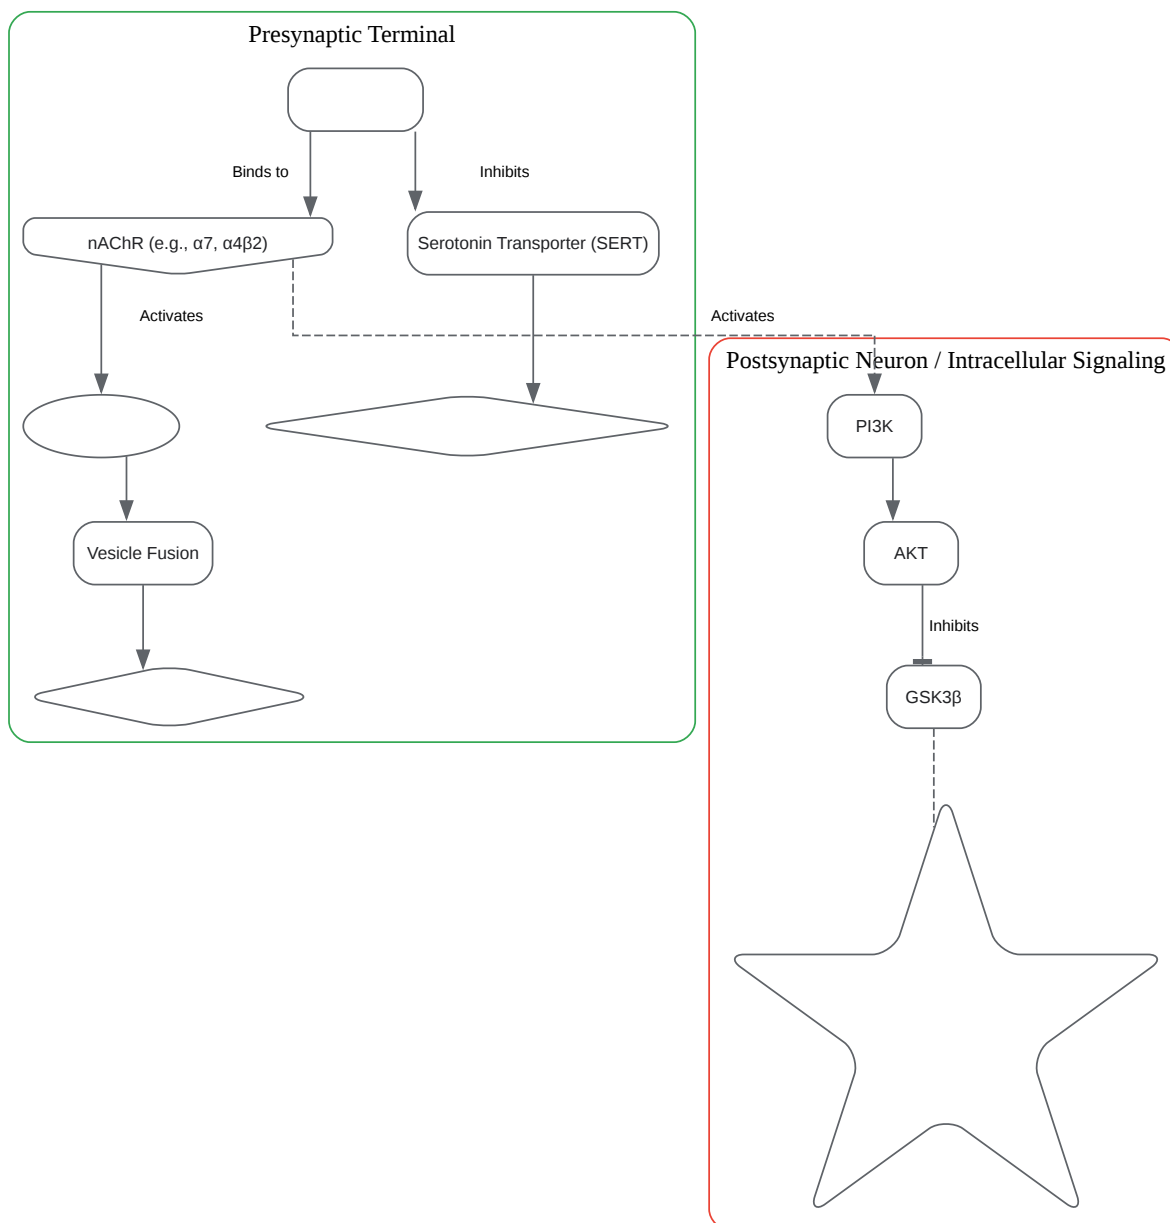 Presynaptic Terminal
Binds to
Inhibits
nAChR (e.g., α7, α4β2)
Serotonin Transporter (SERT)
Activates
Activates
Postsynaptic Neuron / Intracellular Signaling
PI3K
Vesicle Fusion
AKT
Inhibits
GSK3β